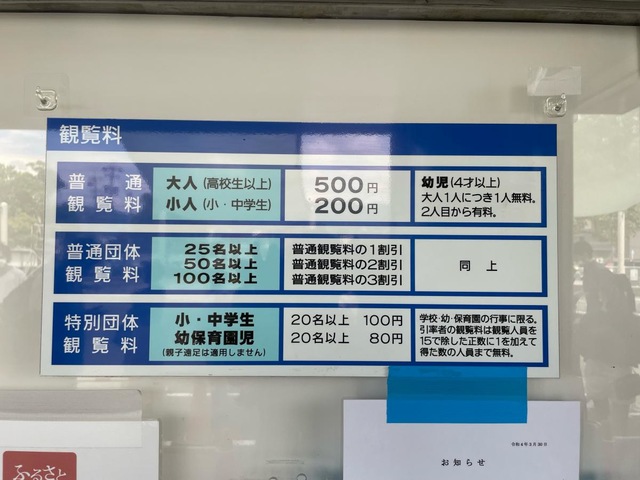 観覧料
普通
観覧料
大人(高校生以上)
小人(小・中学生)
500円
200円
幼児(4才以上)
大人1人につき1人無料。
2人目から有料。
普通団体
観覧料
25名以上
50名以上
100名以上
普通観覧料の1割引
普通観覧料の2割引
普通観覧料の3割引
同上
特別団体
観覧料
小・中学生
幼保育園児
(親子遠足は適用しません)
20名以上 100円
20名以上 80円
学校・幼・保育園の行事に限る。
引率者の観覧料は観覧人員を
15で除した正数に1を加えて
得た数の人員まで無料。
お知らせ
ふるさと